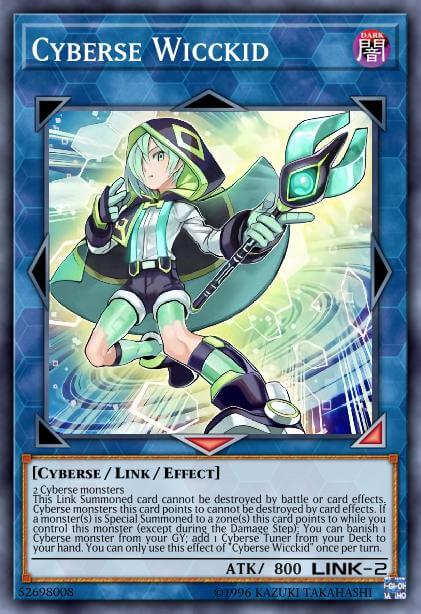 Cyberse Wicckid
DARK
闇
[Cyberse / Link / Effect]
2 Cyberse monsters
This Link Summoned card cannot be destroyed by battle or card effects.
Cyberse monsters this card points to cannot be destroyed by card effects. If
a monster(s) is Special Summoned to a zone(s) this card points to while you
control this monster (except during the Damage Step): You can banish 1
Cyberse monster from your GY; add 1 Cyberse Tuner from your Deck to
your hand. You can only use this effect of "Cyberse Wicckid" once per turn.
ATK/ 800 LINK-2
52698008 ©1996 KAZUKI TAKAHASHI